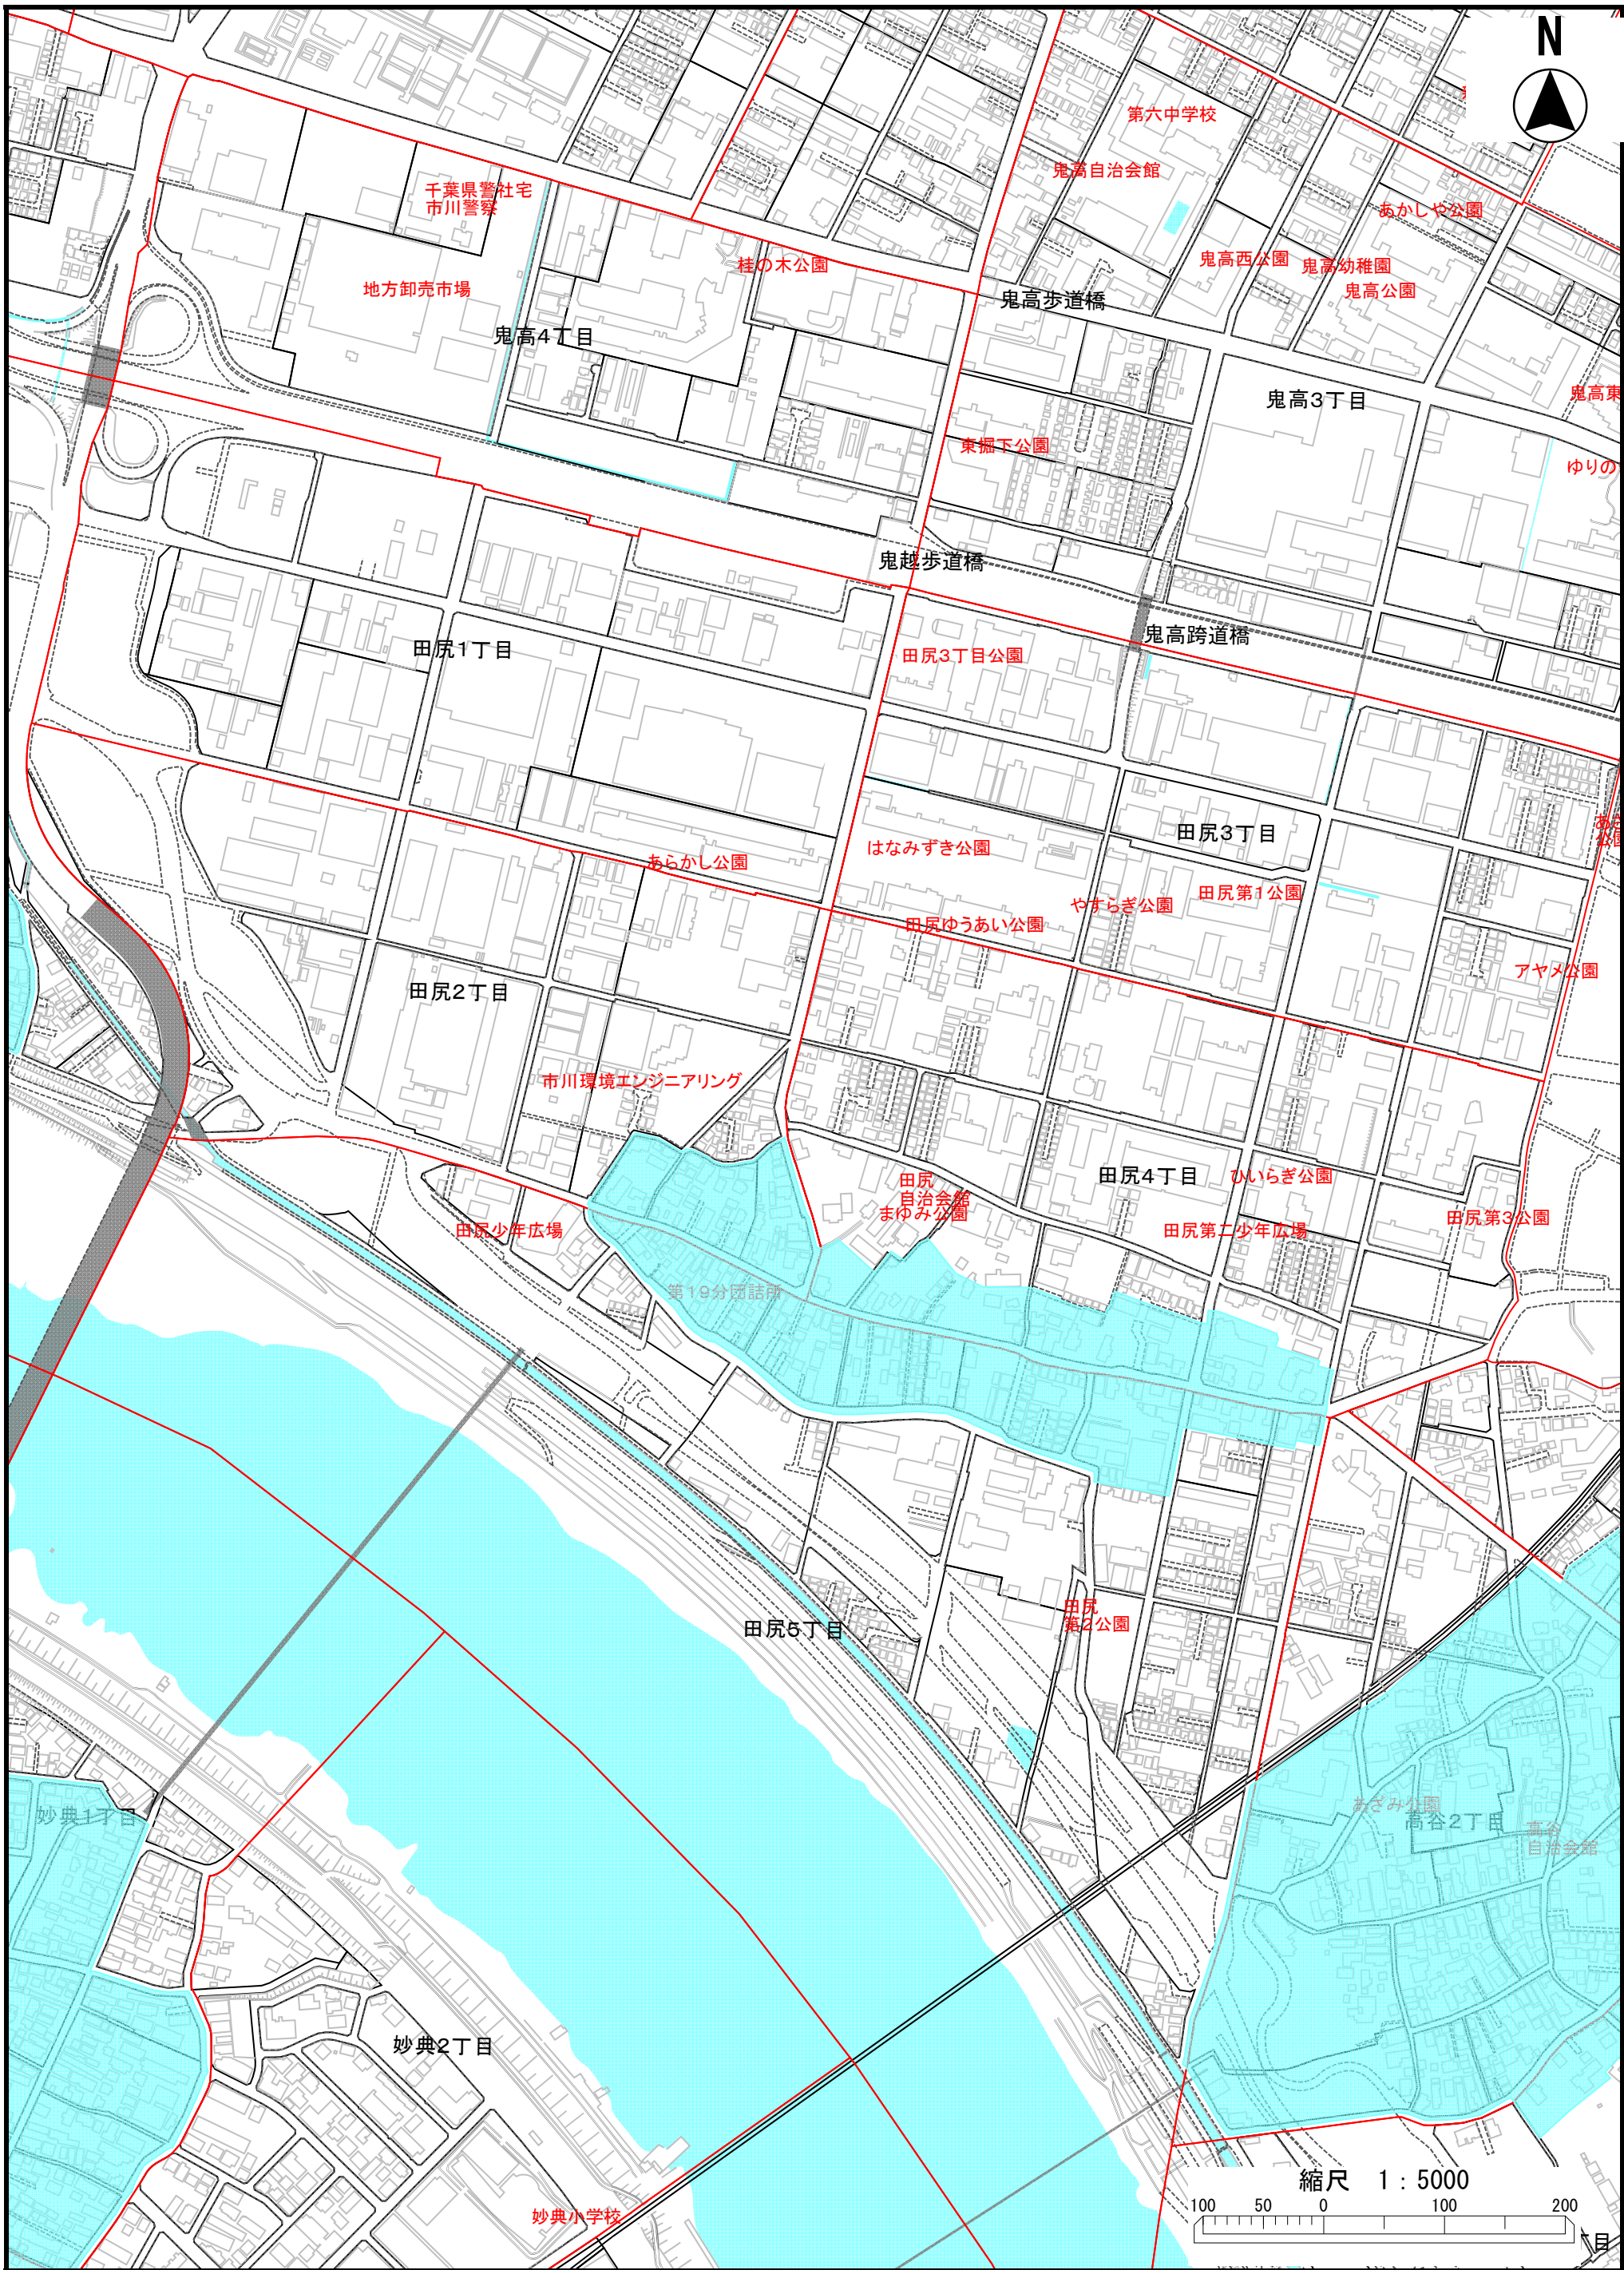 N
第六中学校
鬼高自治会館
千葉県警社宅
市川警察
あかしや公園
桂の木公園
鬼高西公園
鬼高幼稚園
地方卸売市場
鬼高公園
鬼高歩道橋
鬼高4丁目
鬼高3丁目
鬼高東
東掘下公園
ゆりの
鬼越歩道橋
鬼高跨道橋
田尻1丁目
田尻3丁目公園
田尻3丁目
はなみずき公園
あらかし公園
田尻第1公園
やすらぎ公園
田尻ゆうあい公園
アヤメ公園
田尻2丁目
市川環境エンジニアリング
田尻4丁目
ひいらぎ公園
田尻
自治会館
まゆみ公園
田尻少年広場
田尻第二少年広場
田尻第3公園
第19分団詰所
田尻
第2公園
田尻5丁目
妙典1丁目
あざみ公園
高谷2丁目
高谷
自治会館
妙典2丁目
縮尺 1:5000
100 50 0 100 200
妙典小学校
丁目